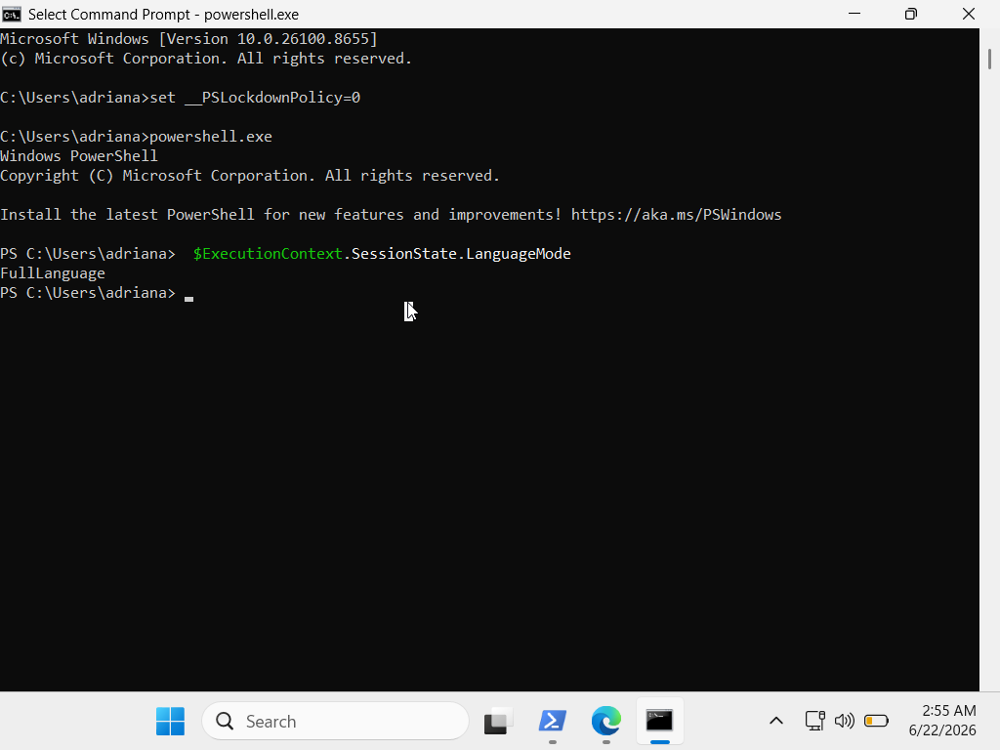 Select Command Prompt - powershell.exe
Microsoft Windows [Version 10.0.26100.8655]
(c) Microsoft Corporation. All rights reserved.
C:\Users\adriana>set __PSLockdownPolicy=0
C:\Users\adriana>powershell.exe
Windows PowerShell
Copyright (C) Microsoft Corporation. All rights reserved.
Install the latest PowerShell for new features and improvements! https://aka.ms/PSWindows
PS C:\Users\adriana>  $ExecutionContext.SessionState.LanguageMode
FullLanguage
PS C:\Users\adriana>
Search
2:55 AM
6/22/2026